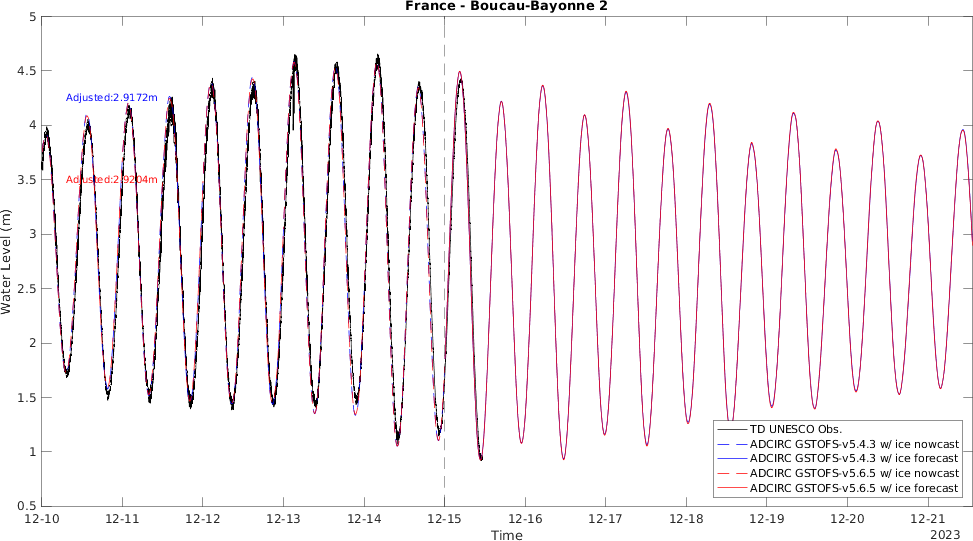 France - Boucau-Bayonne 2
5
4.5
4
3.5
3
2.5
2
1.5
1
0.5
Water Level (m)
Adjusted:2.9172m
Adjusted:2.9204m
TD UNESCO Obs.
ADCIRC GSTOFS-v5.4.3 w/ ice nowcast
ADCIRC GSTOFS-v5.4.3 w/ ice forecast
ADCIRC GSTOFS-v5.6.5 w/ ice nowcast
ADCIRC GSTOFS-v5.6.5 w/ ice forecast
12-10 12-11 12-12 12-13 12-14 12-15 12-16 12-17 12-18 12-19 12-20 12-21
Time
2023